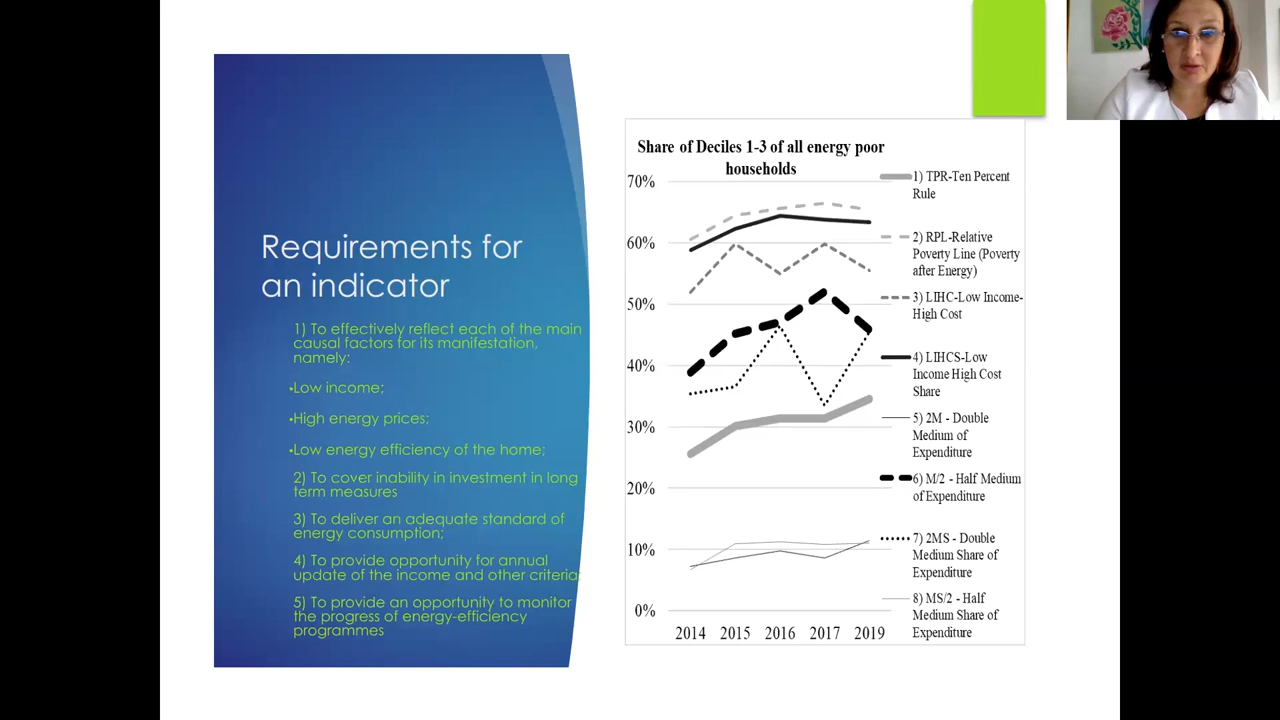 Requirements for
an indicator
1) To effectively reflect each of the main
causal factors for its manifestation,
namely:
•Low income;
•High energy prices;
•Low energy efficiency of the home;
2) To cover inability in investment in long
term measures
3) To deliver an adequate standard of
energy consumption;
4) To provide opportunity for annual
update of the income and other criteria;
5) To provide an opportunity to monitor
the progress of energy-efficiency
programmes
Share of Deciles 1-3 of all energy poor
households
70%
60%
50%
40%
30%
20%
10%
0%
2014 2015 2016 2017 2019
1) TPR-Ten Percent
Rule
2) RPL-Relative
Poverty Line (Poverty
after Energy)
3) LIHC-Low Income-
High Cost
4) LIHCS-Low
Income High Cost
Share
5) 2M - Double
Medium of
Expenditure
6) M/2 - Half Medium
of Expenditure
7) 2MS - Double
Medium Share of
Expenditure
8) MS/2 - Half
Medium Share of
Expenditure